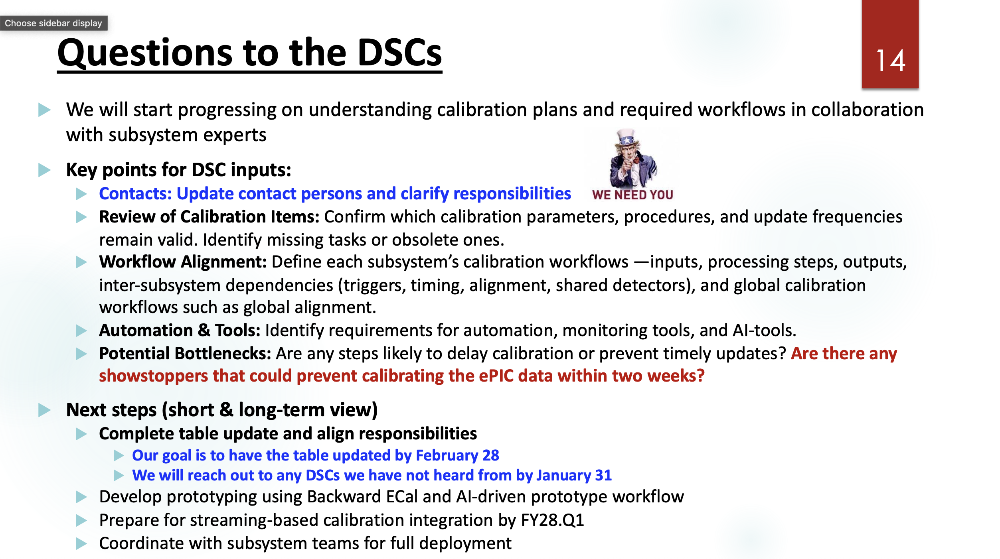 Choose sidebar display
Questions to the DSCs
14
We will start progressing on understanding calibration plans and required workflows in collaboration
with subsystem experts
Key points for DSC inputs:
Contacts: Update contact persons and clarify responsibilities
WE NEED YOU
Review of Calibration Items: Confirm which calibration parameters, procedures, and update frequencies
remain valid. Identify missing tasks or obsolete ones.
Workflow Alignment: Define each subsystem’s calibration workflows —inputs, processing steps, outputs,
inter-subsystem dependencies (triggers, timing, alignment, shared detectors), and global calibration
workflows such as global alignment.
Automation & Tools: Identify requirements for automation, monitoring tools, and AI-tools.
Potential Bottlenecks: Are any steps likely to delay calibration or prevent timely updates? Are there any
showstoppers that could prevent calibrating the ePIC data within two weeks?
Next steps (short & long-term view)
Complete table update and align responsibilities
Our goal is to have the table updated by February 28
We will reach out to any DSCs we have not heard from by January 31
Develop prototyping using Backward ECal and AI-driven prototype workflow
Prepare for streaming-based calibration integration by FY28.Q1
Coordinate with subsystem teams for full deployment